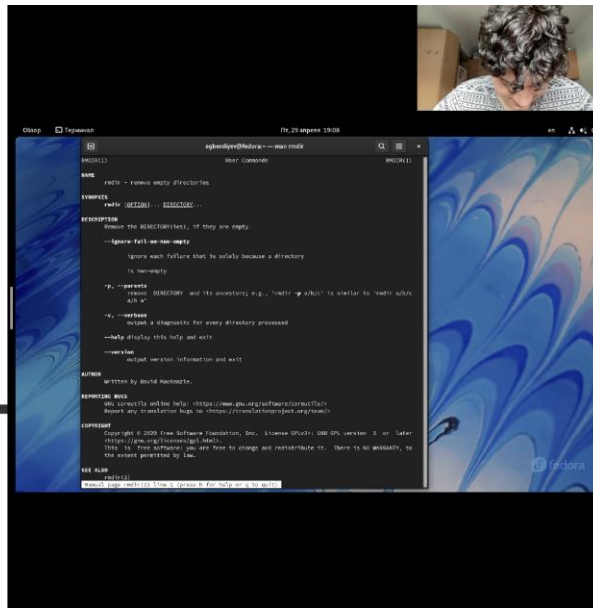 Обзор Терминал Пт, 29 апреля 19:08 en
egberdiyev@fedora:~ — man rmdir
RMDIR(1) User Commands RMDIR(1)
NAME
rmdir - remove empty directories
SYNOPSIS
rmdir [OPTION]... DIRECTORY...
DESCRIPTION
Remove the DIRECTORY(ies), if they are empty.
--ignore-fail-on-non-empty
ignore each failure that is solely because a directory
is non-empty
-p, --parents
remove DIRECTORY and its ancestors; e.g., 'rmdir -p a/b/c' is similar to 'rmdir a/b/c
a/b a'
-v, --verbose
output a diagnostic for every directory processed
--help display this help and exit
--version
output version information and exit
AUTHOR
Written by David MacKenzie.
REPORTING BUGS
GNU coreutils online help: <https://www.gnu.org/software/coreutils/>
Report any translation bugs to <https://translationproject.org/team/>
COPYRIGHT
Copyright © 2020 Free Software Foundation, Inc. License GPLv3+: GNU GPL version 3 or later
<https://gnu.org/licenses/gpl.html>.
This is free software: you are free to change and redistribute it. There is NO WARRANTY, to
the extent permitted by law.
SEE ALSO
rmdir(2)
Manual page rmdir(1) line 1 (press h for help or q to quit)
fedora